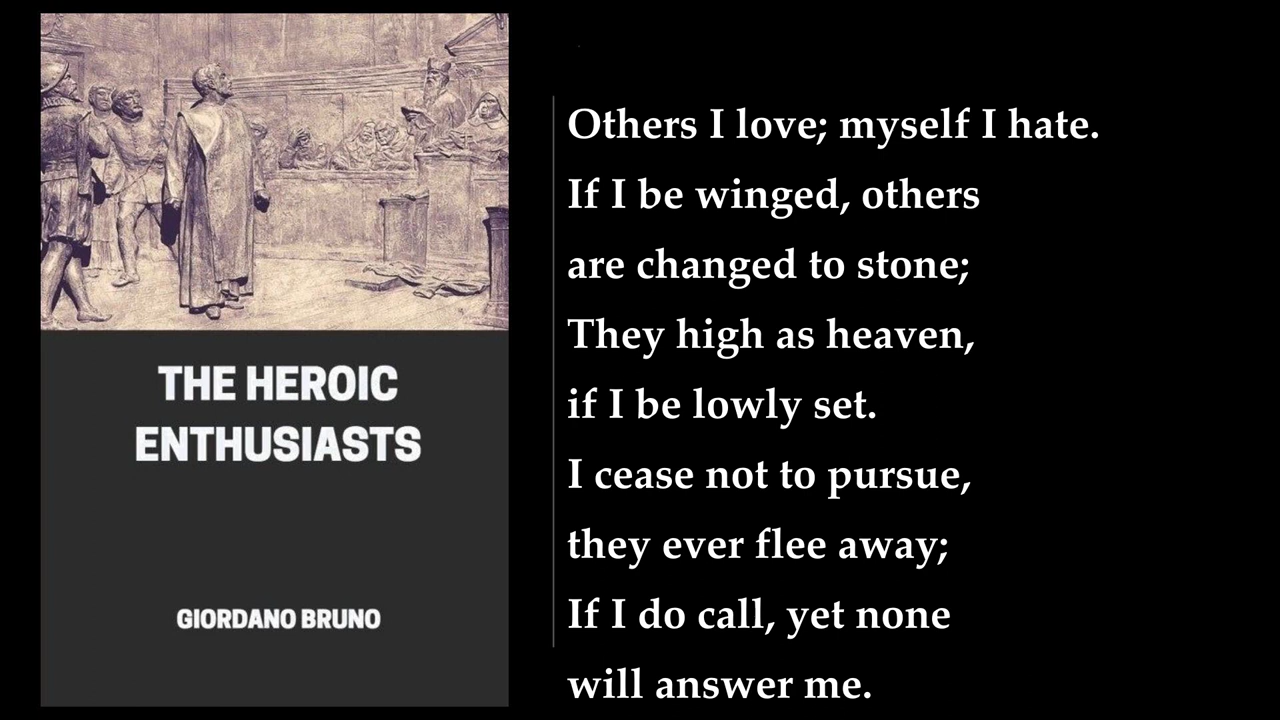 THE HEROIC
ENTHUSIASTS
GIORDANO BRUNO
Others I love; myself I hate.
If I be winged, others
are changed to stone;
They high as heaven,
if I be lowly set.
I cease not to pursue,
they ever flee away;
If I do call, yet none
will answer me.